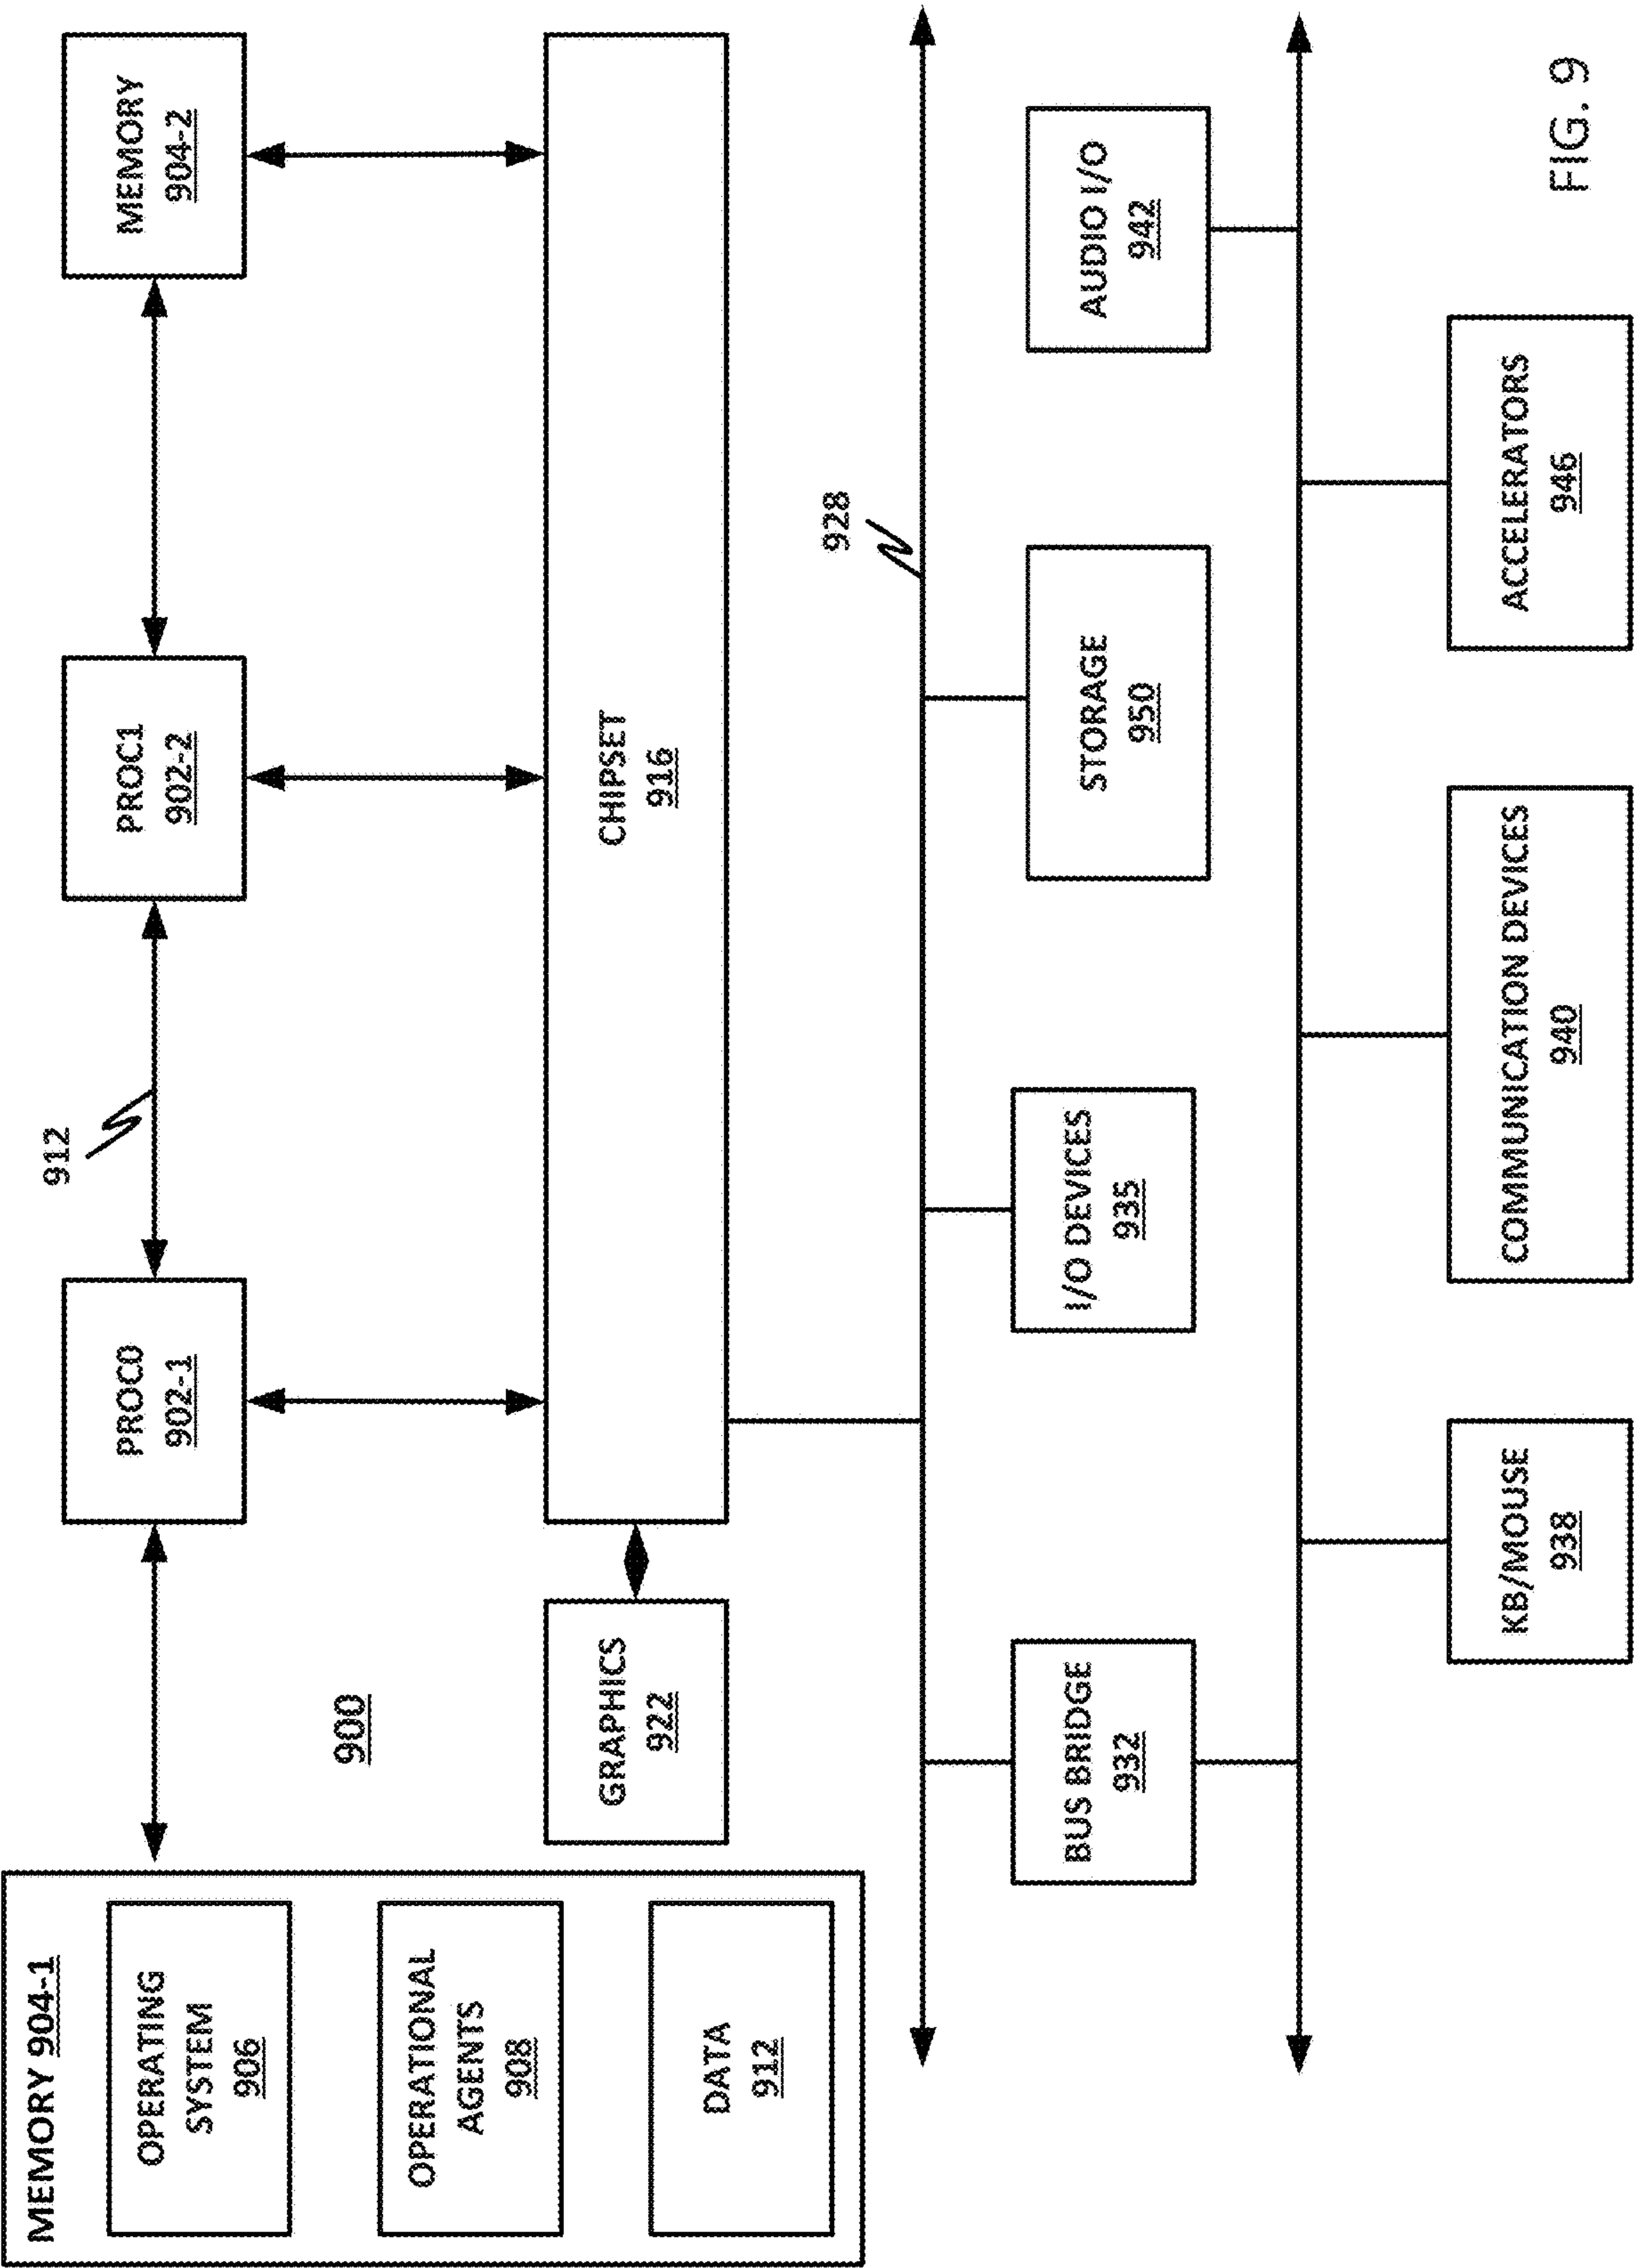 MEMORY 904-1
OPERATING
SYSTEM
906
OPERATIONAL
AGENTS
908
DATA
912
900
PROC0
902-1
912
PROC1
902-2
MEMORY
904-2
GRAPHICS
922
CHIPSET
916
928
BUS BRIDGE
932
I/O DEVICES
935
STORAGE
950
AUDIO I/O
942
KB/MOUSE
938
COMMUNICATION DEVICES
940
ACCELERATORS
946
FIG. 9